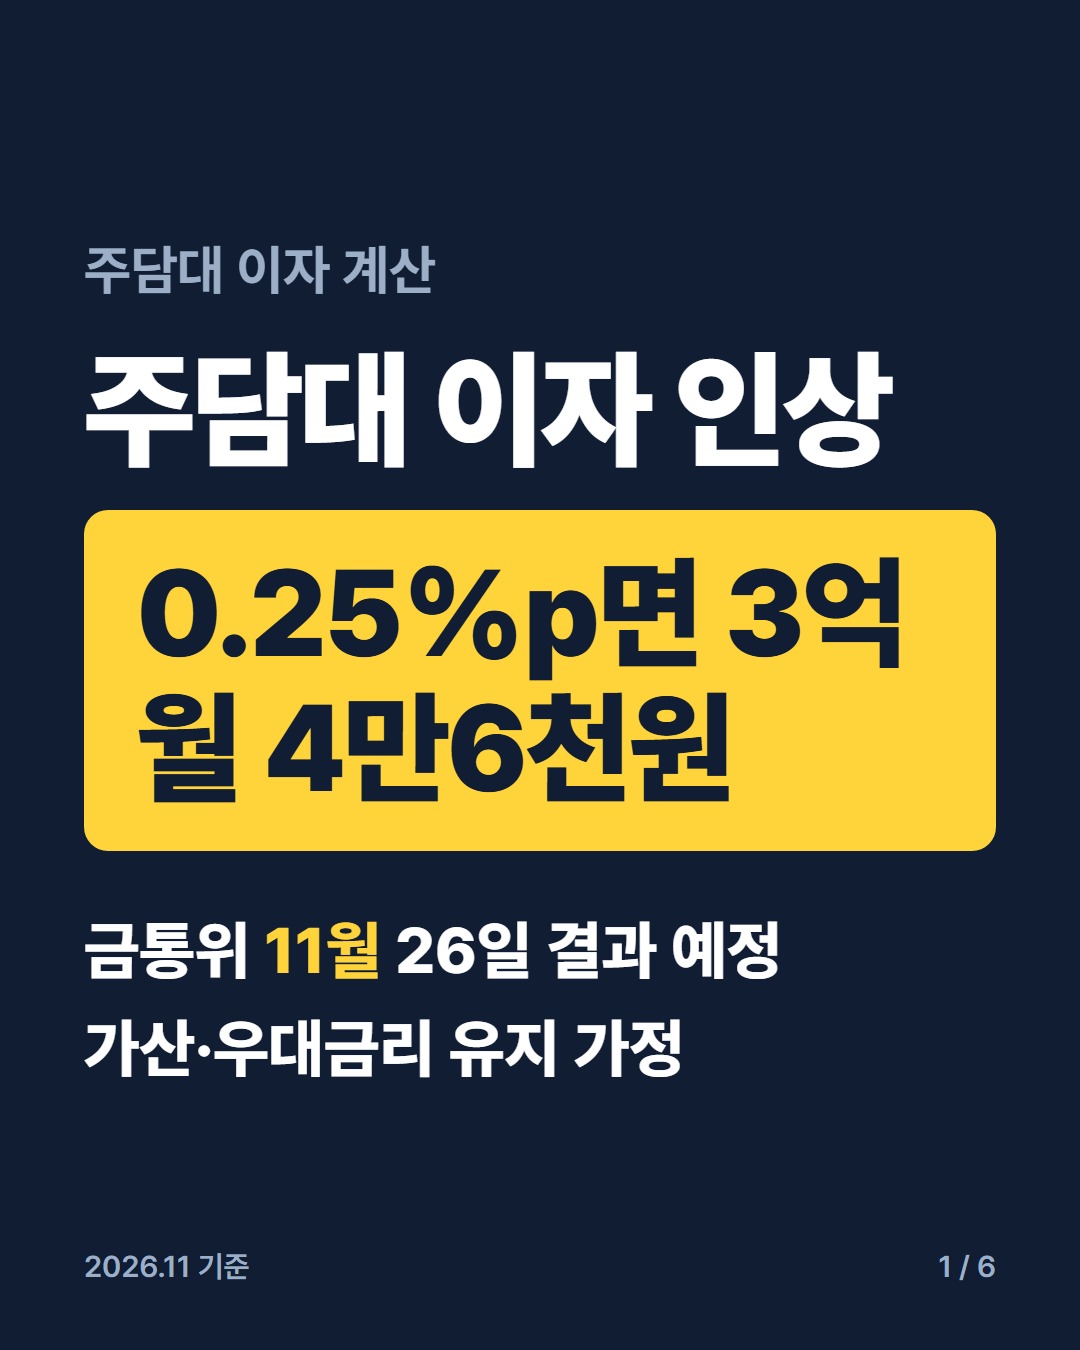 주담대 이자 계산
주담대 이자 인상
0.25%p면 3억
월 4만6천원
금통위 11월 26일 결과 예정
가산·우대금리 유지 가정
2026.11 기준
1 / 6